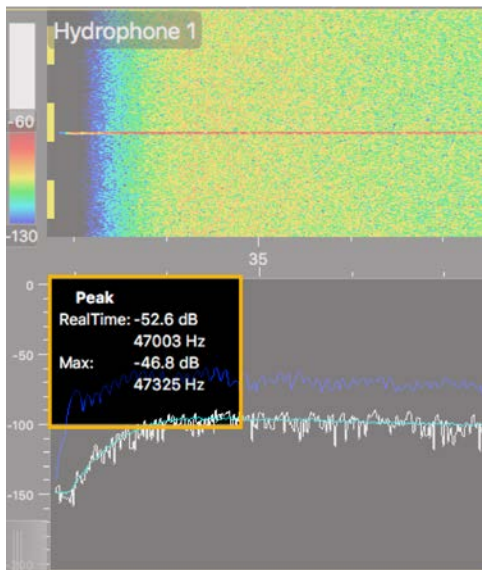 Hydrophone 1
-60
-130
35
0
Peak
RealTime: -52.6 dB
47003 Hz
Max: -46.8 dB
47325 Hz
-50
-100
-150
-200